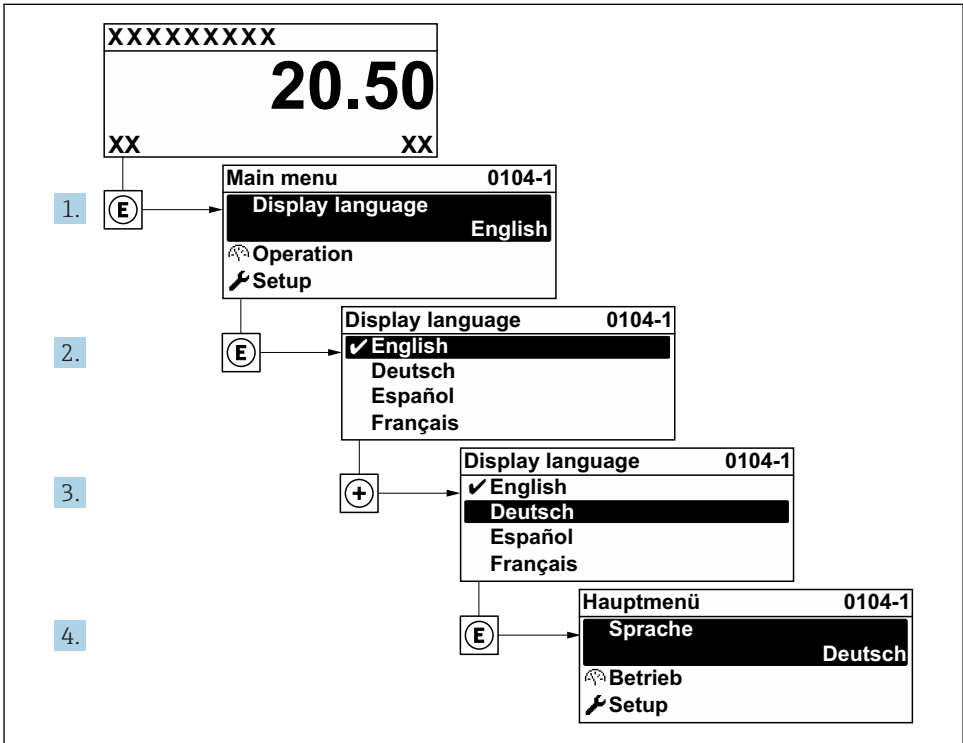 XXXXXXXXX
20.50
XX XX
1. E
Main menu 0104-1
Display language
English
Operation
Setup
2. E
Display language 0104-1
✔ English
Deutsch
Español
Français
3. +
Display language 0104-1
✔ English
Deutsch
Español
Français
4. E
Hauptmenü 0104-1
Sprache
Deutsch
Betrieb
Setup